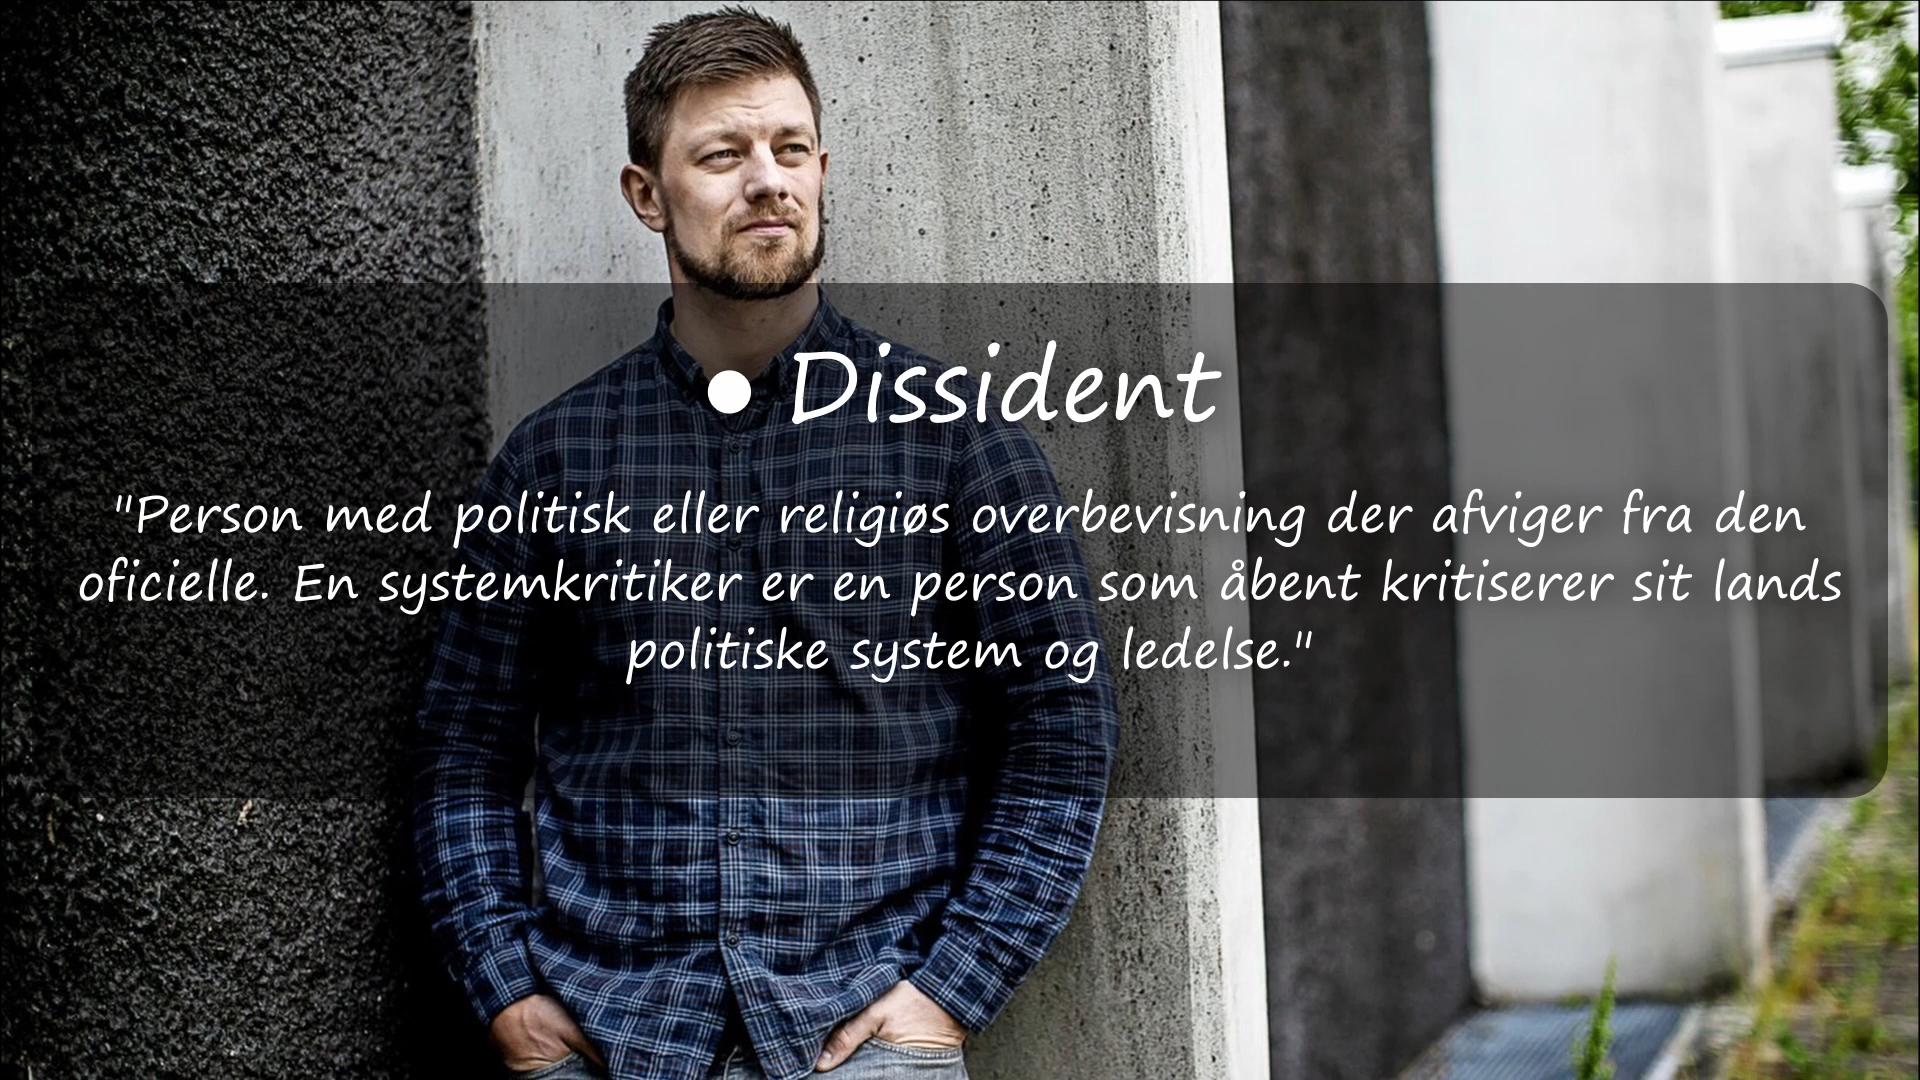 • Dissident
"Person med politisk eller religiøs overbevisning der afviger fra den
oficielle. En systemkritiker er en person som åbent kritiserer sit lands
politiske system og ledelse."